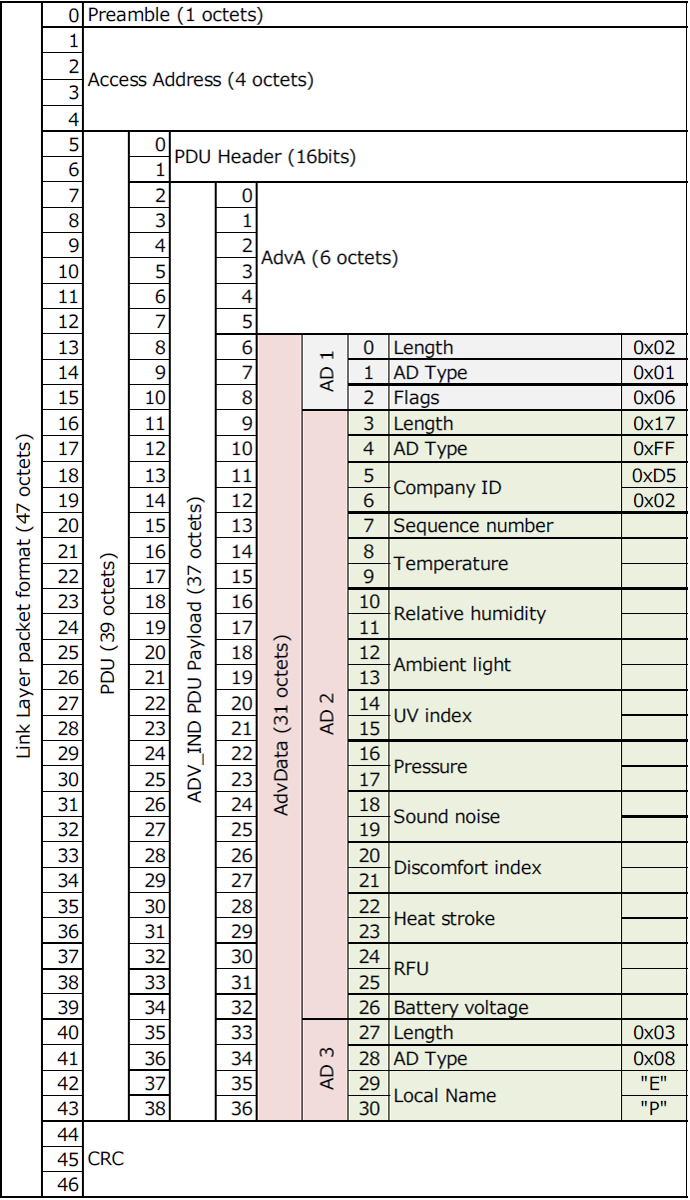 Link Layer packet format (47 octets)
0 Preamble (1 octets)
1
2
Access Address (4 octets)
3
4
PDU (39 octets)
5 0
PDU Header (16bits)
6 1
ADV_IND PDU Payload (37 octets)
7 2 0
8 3 1
9 4 2
AdvA (6 octets)
10 5 3
11 6 4
12 7 5
AdvData (31 octets)
AD 1
13 8 6 0 Length 0x02
14 9 7 1 AD Type 0x01
15 10 8 2 Flags 0x06
AD 2
16 11 9 3 Length 0x17
17 12 10 4 AD Type 0xFF
18 13 11 5 0xD5
Company ID
19 14 12 6 0x02
20 15 13 7 Sequence number
21 16 14 8
Temperature
22 17 15 9
23 18 16 10
Relative humidity
24 19 17 11
25 20 18 12
Ambient light
26 21 19 13
27 22 20 14
UV index
28 23 21 15
29 24 22 16
Pressure
30 25 23 17
31 26 24 18
Sound noise
32 27 25 19
33 28 26 20
Discomfort index
34 29 27 21
35 30 28 22
Heat stroke
36 31 29 23
37 32 30 24
RFU
38 33 31 25
39 34 32 26 Battery voltage
AD 3
40 35 33 27 Length 0x03
41 36 34 28 AD Type 0x08
42 37 35 29 "E"
Local Name
43 38 36 30 "P"
44
45 CRC
46